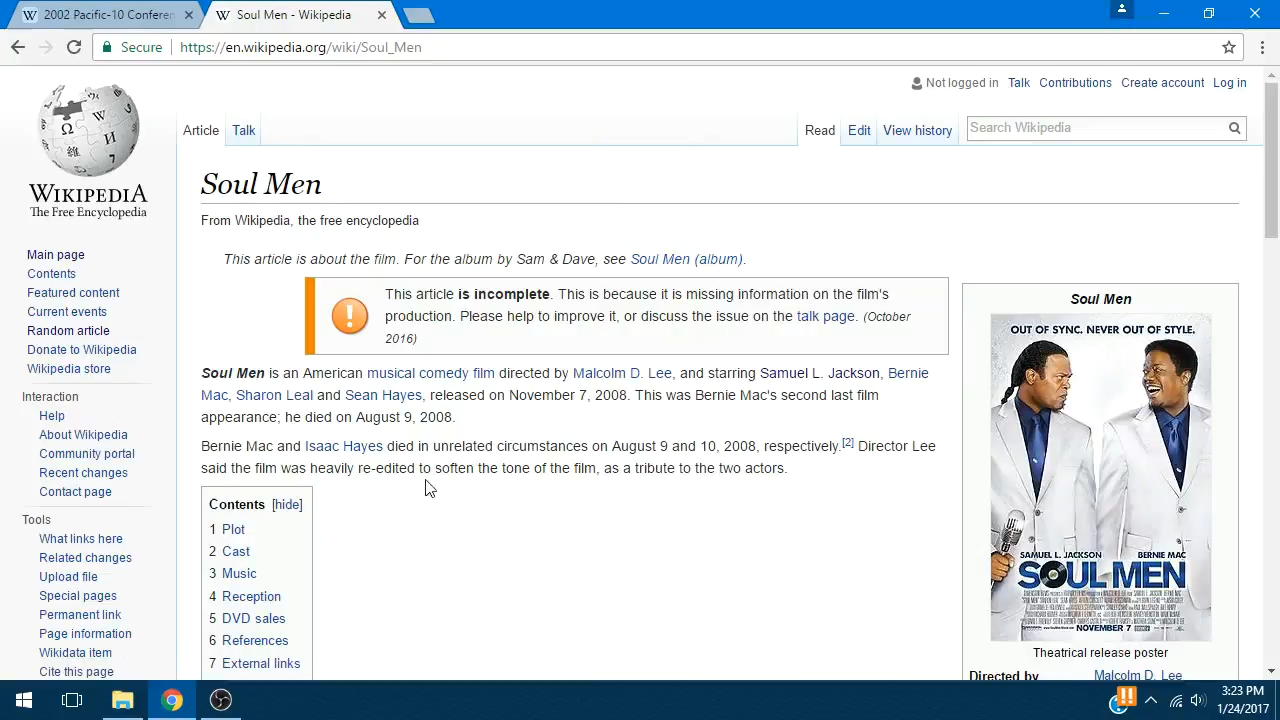 2002 Pacific-10 Conferen
Soul Men - Wikipedia
Secure
https://en.wikipedia.org/wiki/Soul_Men
Not logged in Talk Contributions Create account Log in
Article Talk
Read Edit View history
Search Wikipedia
WIKIPEDIA
The Free Encyclopedia
Main page
Contents
Featured content
Current events
Random article
Donate to Wikipedia
Wikipedia store
Interaction
Help
About Wikipedia
Community portal
Recent changes
Contact page
Tools
What links here
Related changes
Upload file
Special pages
Permanent link
Page information
Wikidata item
Cite this page
Soul Men
From Wikipedia, the free encyclopedia
This article is about the film. For the album by Sam & Dave, see Soul Men (album).
This article is incomplete. This is because it is missing information on the film's
production. Please help to improve it, or discuss the issue on the talk page. (October
2016)
Soul Men is an American musical comedy film directed by Malcolm D. Lee, and starring Samuel L. Jackson, Bernie
Mac, Sharon Leal and Sean Hayes, released on November 7, 2008. This was Bernie Mac's second last film
appearance; he died on August 9, 2008.
Bernie Mac and Isaac Hayes died in unrelated circumstances on August 9 and 10, 2008, respectively.[2] Director Lee
said the film was heavily re-edited to soften the tone of the film, as a tribute to the two actors.
Contents [hide]
1 Plot
2 Cast
3 Music
4 Reception
5 DVD sales
6 References
7 External links
Soul Men
OUT OF SYNC. NEVER OUT OF STYLE.
SAMUEL L. JACKSON BERNIE MAC
SOUL MEN
NOVEMBER 7
Theatrical release poster
Directed by Malcolm D. Lee
3:23 PM
1/24/2017